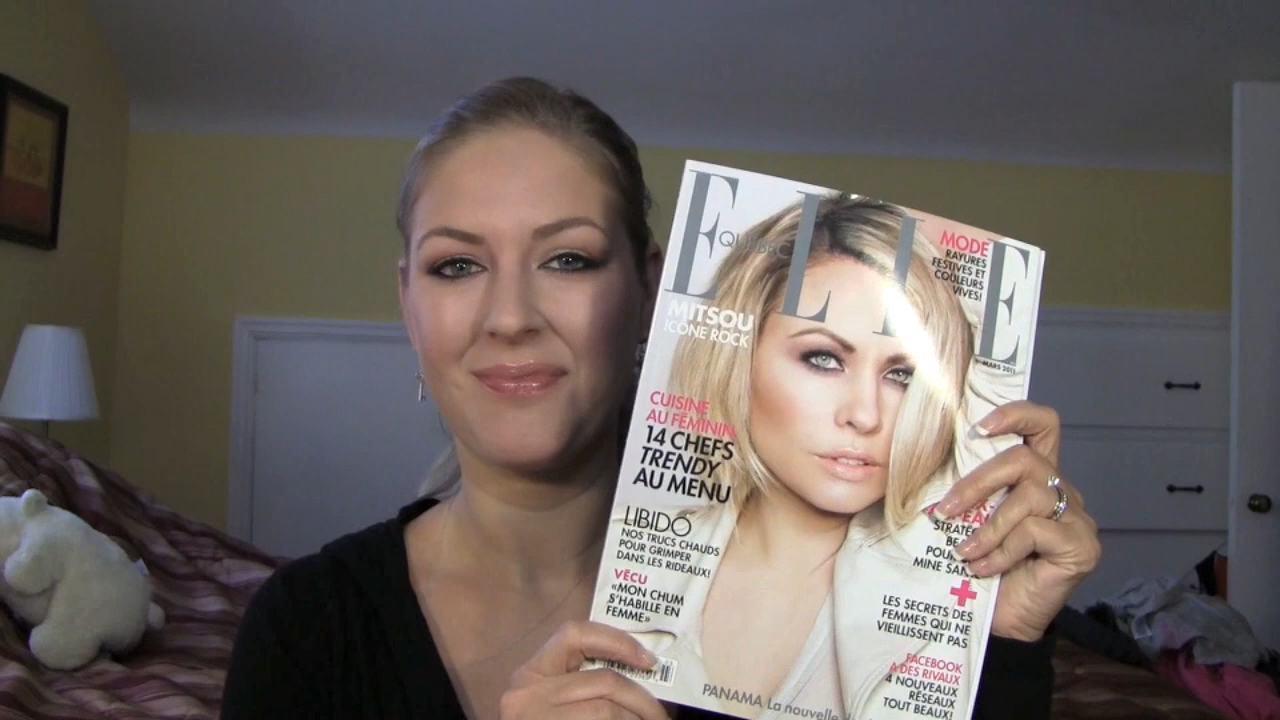 ELLE
QUÉBEC
MARS 2011
MODE
RAYURES
FESTIVES ET
COULEURS
VIVES!
MITSOU
ICÔNE ROCK
CUISINE
AU FÉMININ
14 CHEFS
TRENDY
AU MENU
LIBIDO
NOS TRUCS CHAUDS
POUR GRIMPER
DANS LES RIDEAUX!
VÉCU
«MON CHUM
S'HABILLE EN
FEMME»
MINE
LES SECRETS DES
FEMMES QUI NE
VIEILLISSENT PAS
FACEBOOK
A DES RIVAUX
4 NOUVEAUX
RÉSEAUX
TOUT BEAUX!
PANAMA La nouvelle